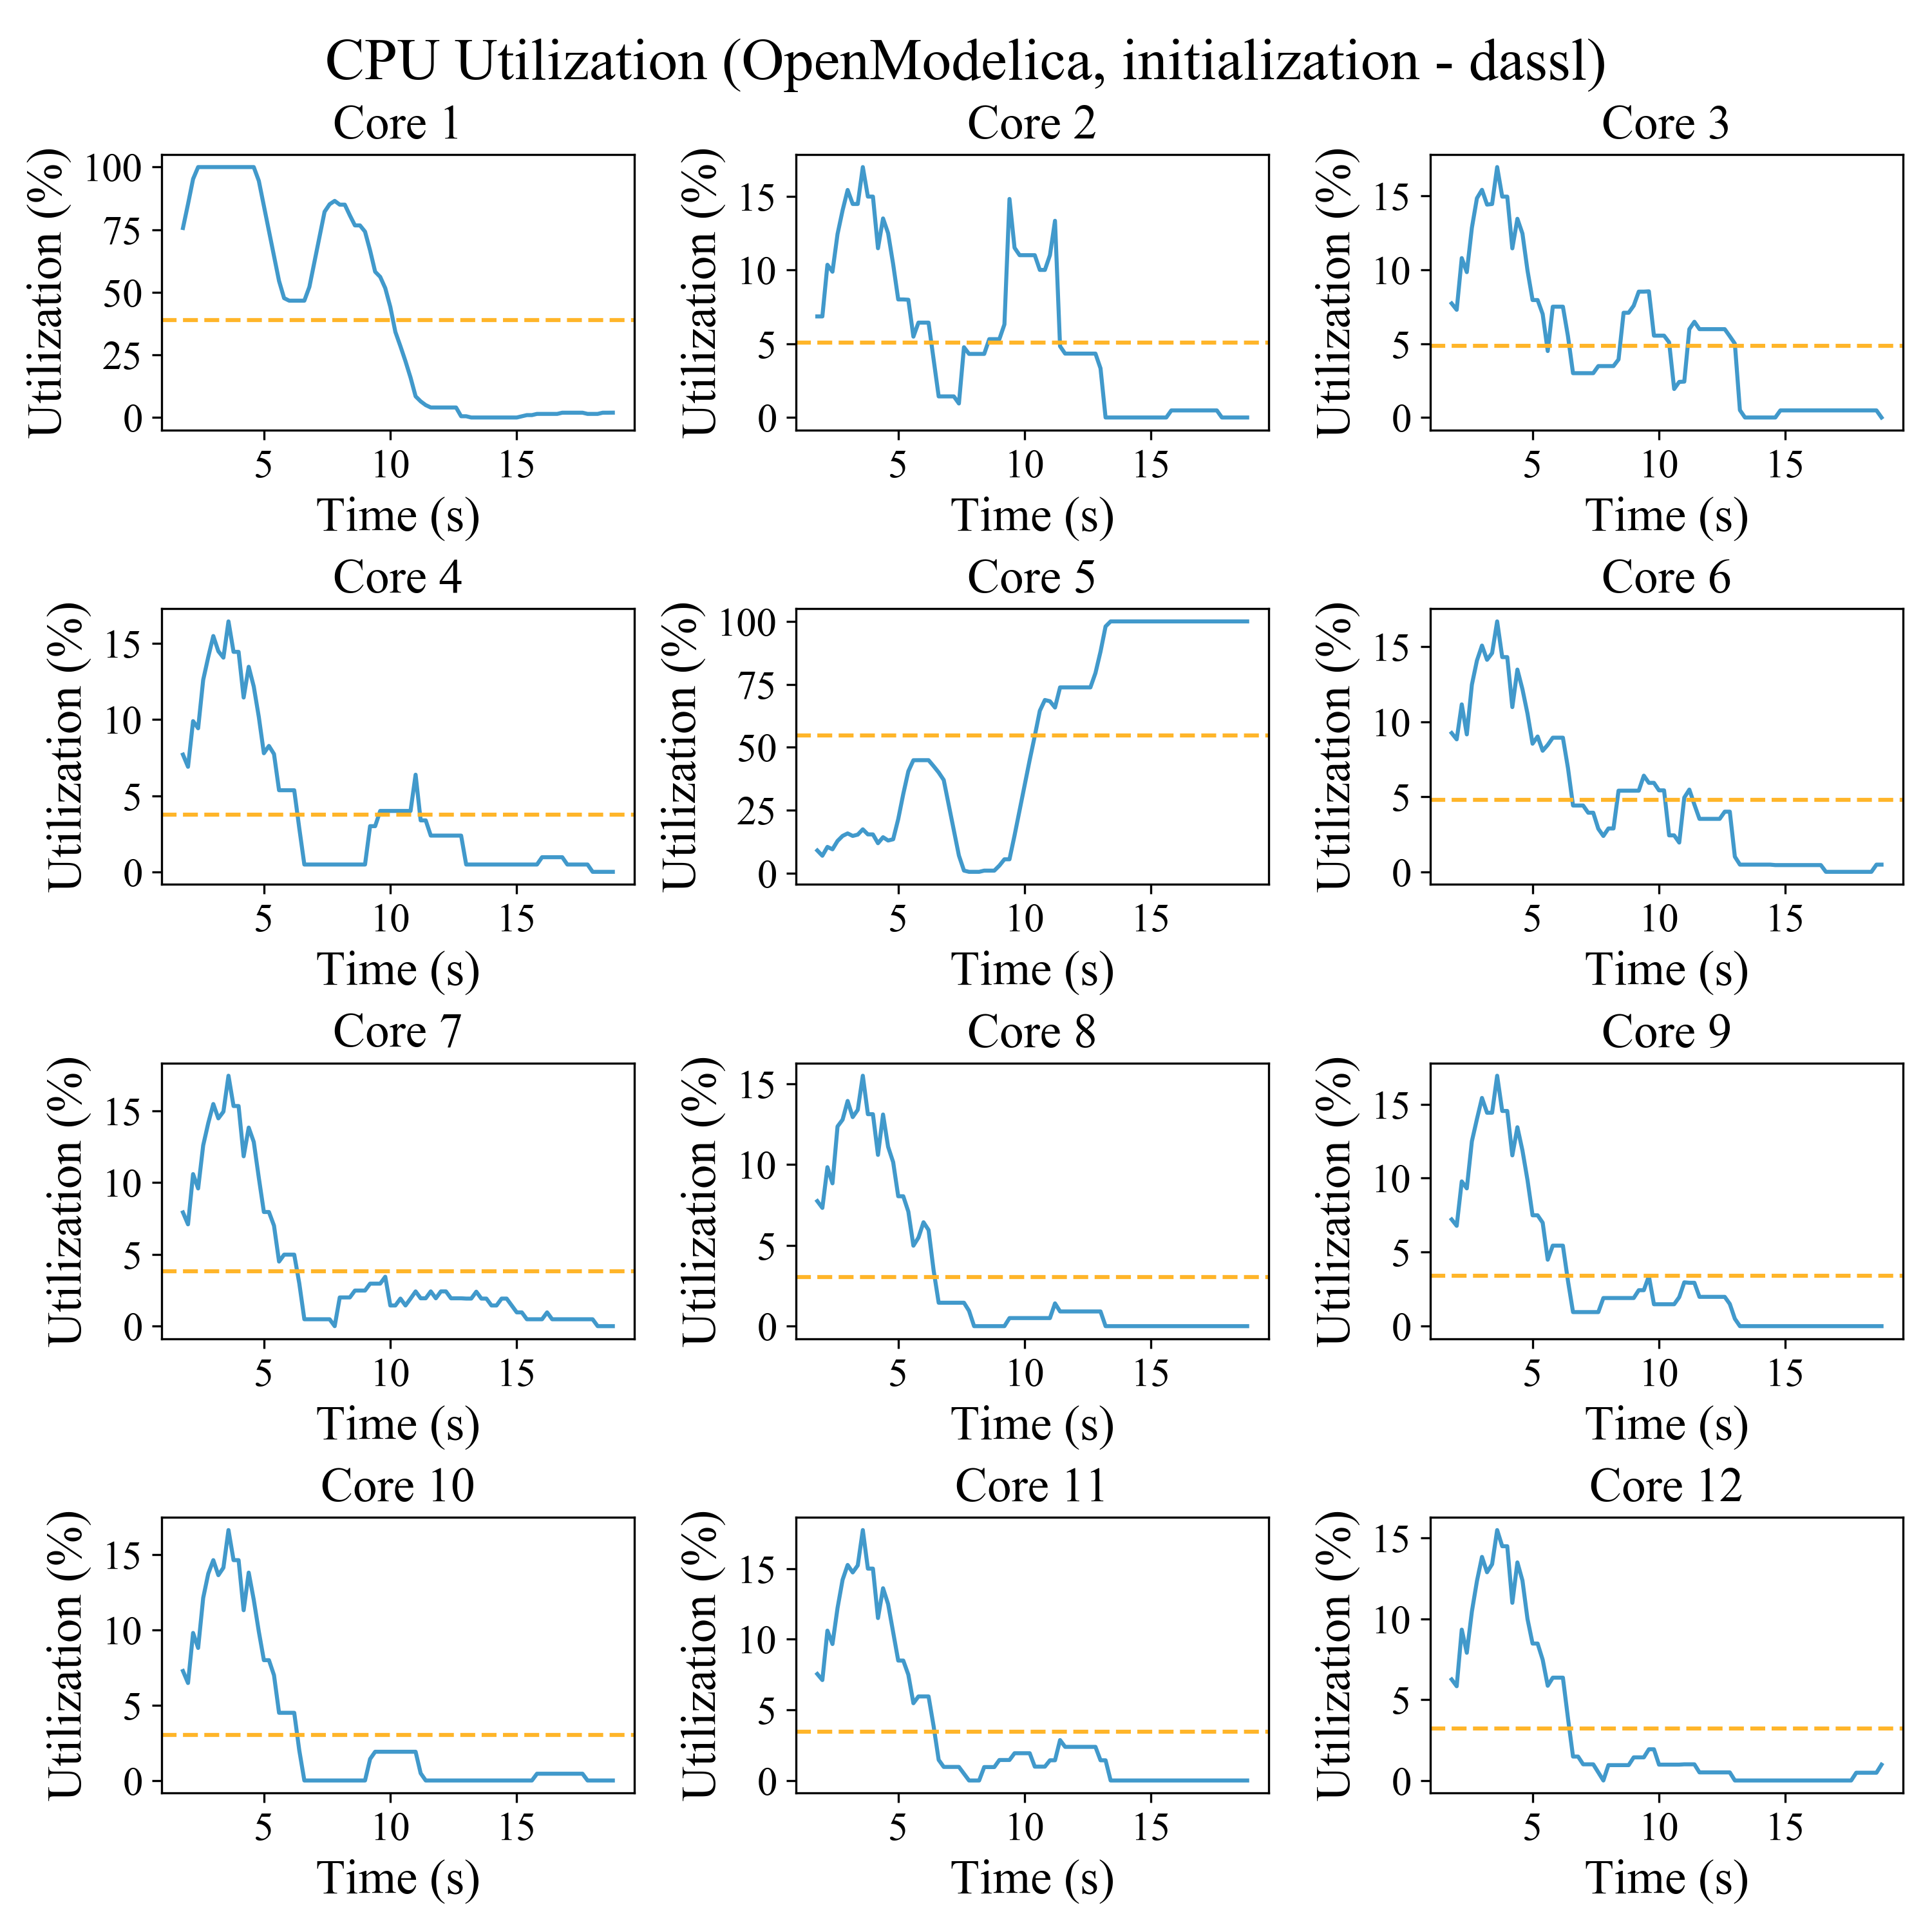 CPU Utilization (OpenModelica, initialization - dassl)
Core 1
Core 2
Core 3
Utilization (%)
100
75
50
25
0
5
10
15
Time (s)
Utilization (%)
15
10
5
0
5
10
15
Time (s)
Utilization (%)
15
10
5
0
5
10
15
Time (s)
Core 4
Core 5
Core 6
Utilization (%)
15
10
5
0
5
10
15
Time (s)
Utilization (%)
100
75
50
25
0
5
10
15
Time (s)
Utilization (%)
15
10
5
0
5
10
15
Time (s)
Core 7
Core 8
Core 9
Utilization (%)
15
10
5
0
5
10
15
Time (s)
Utilization (%)
15
10
5
0
5
10
15
Time (s)
Utilization (%)
15
10
5
0
5
10
15
Time (s)
Core 10
Core 11
Core 12
Utilization (%)
15
10
5
0
5
10
15
Time (s)
Utilization (%)
15
10
5
0
5
10
15
Time (s)
Utilization (%)
15
10
5
0
5
10
15
Time (s)